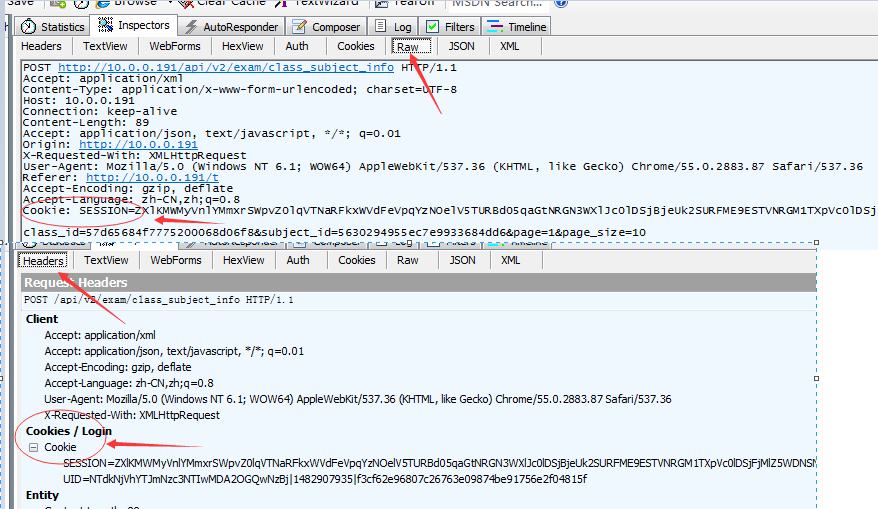 Save Browse Clear Cache TextWizard Tearoff MSDN Search...
Statistics Inspectors AutoResponder Composer Log Filters Timeline
Headers TextView WebForms HexView Auth Cookies Raw JSON XML
POST http://10.0.0.191/api/v2/exam/class_subject_info HTTP/1.1
Accept: application/xml
Content-Type: application/x-www-form-urlencoded; charset=UTF-8
Host: 10.0.0.191
Connection: keep-alive
Content-Length: 89
Accept: application/json, text/javascript, */*; q=0.01
Origin: http://10.0.0.191
X-Requested-With: XMLHttpRequest
User-Agent: Mozilla/5.0 (Windows NT 6.1; WOW64) AppleWebKit/537.36 (KHTML, like Gecko) Chrome/55.0.2883.87 Safari/537.36
Referer: http://10.0.0.191/t
Accept-Encoding: gzip, deflate
Accept-Language: zh-CN,zh;q=0.8
Cookie: SESSION=ZXlKMWMyVnlYMmxrSWpvZ0lqVTNaRFkxWVdFeVpqYzNOelV5TURBd05qaGtNRGN3WXlJc0lDSjBjeUk2SURFME9ESTVNRGM1TXpVc0lDSj
class_id=57d65684f7775200068d06f8&subject_id=5630294955ec7e9933684dd6&page=1&page_size=10
Headers TextView WebForms HexView Auth Cookies Raw JSON XML
Request Headers
POST /api/v2/exam/class_subject_info HTTP/1.1
Client
Accept: application/xml
Accept: application/json, text/javascript, */*; q=0.01
Accept-Encoding: gzip, deflate
Accept-Language: zh-CN,zh;q=0.8
User-Agent: Mozilla/5.0 (Windows NT 6.1; WOW64) AppleWebKit/537.36 (KHTML, like Gecko) Chrome/55.0.2883.87 Safari/537.36
X-Requested-With: XMLHttpRequest
Cookies / Login
Cookie
SESSION=ZXlKMWMyVnlYMmxrSWpvZ0lqVTNaRFkxWVdFeVpqYzNOelV5TURBd05qaGtNRGN3WXlJc0lDSjBjeUk2SURFME9ESTVNRGM1TXpVc0lDSjFjMlZ5WDNSN
UID=NTdkNjVhYTJmNzc3NTIwMDA2OGQwNzBj|1482907935|f3cf62e96807c26763e09874be91756e2f04815f
Entity